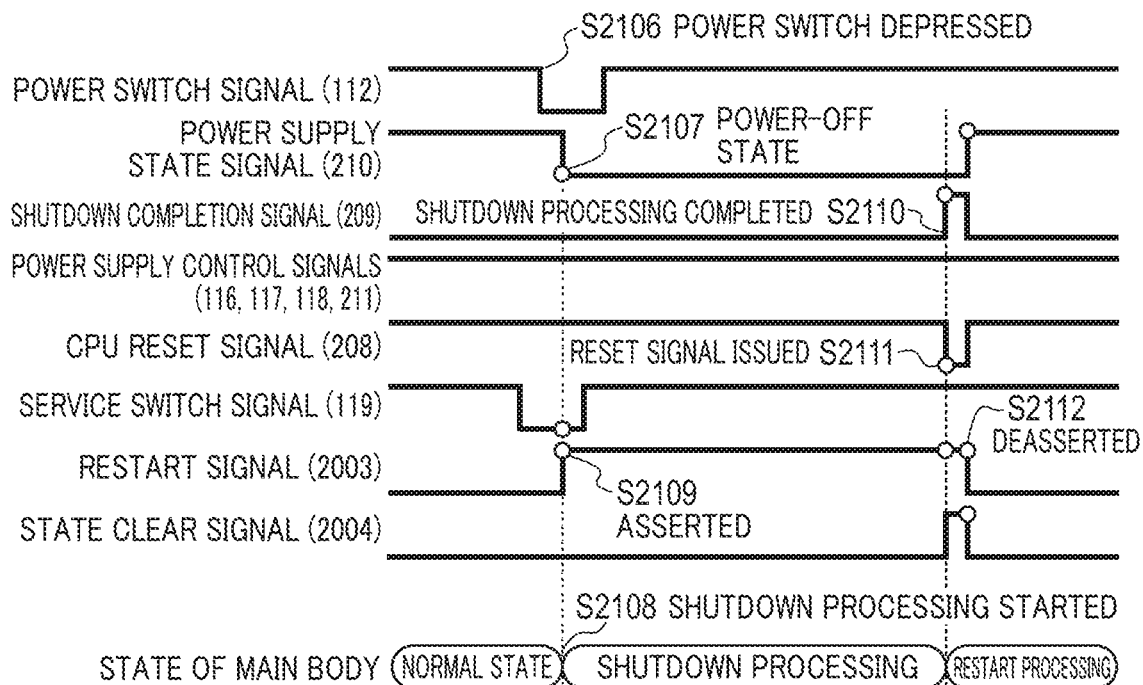 S2106 POWER SWITCH DEPRESSED
POWER SWITCH SIGNAL (112)
POWER SUPPLY
STATE SIGNAL (210)
S2107 POWER-OFF
STATE
SHUTDOWN COMPLETION SIGNAL (209)
SHUTDOWN PROCESSING COMPLETED S2110
POWER SUPPLY CONTROL SIGNALS
(116, 117, 118, 211)
CPU RESET SIGNAL (208)
RESET SIGNAL ISSUED S2111
SERVICE SWITCH SIGNAL (119)
S2112
DEASSERTED
RESTART SIGNAL (2003)
S2109
ASSERTED
STATE CLEAR SIGNAL (2004)
S2108 SHUTDOWN PROCESSING STARTED
STATE OF MAIN BODY NORMAL STATE SHUTDOWN PROCESSING RESTART PROCESSING